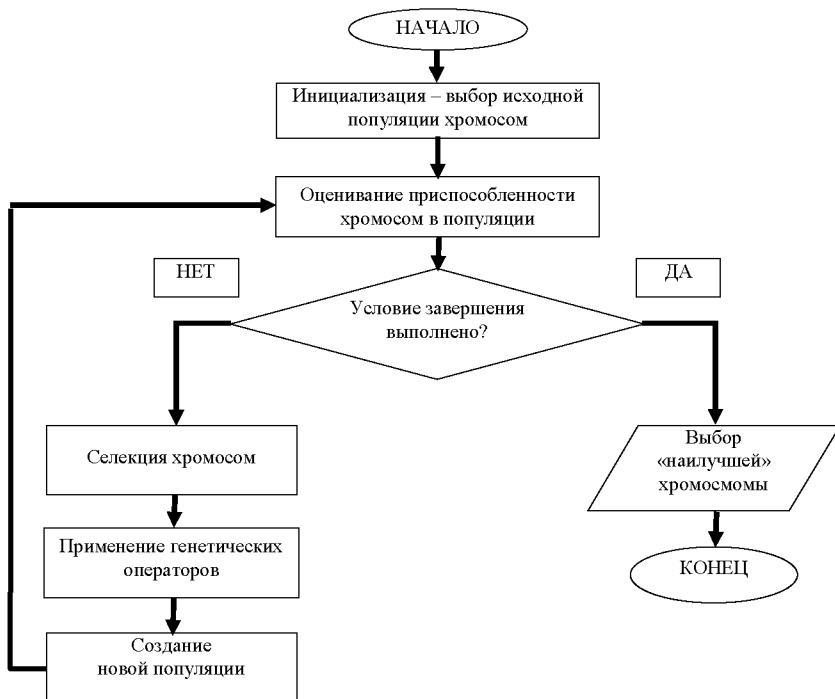 НАЧАЛО
Инициализация – выбор исходной
популяции хромосом
Оценивание приспособленности
хромосом в популяции
НЕТ
ДА
Условие завершения
выполнено?
Селекция хромосом
Выбор
«наилучшей»
хромосмомы
Применение генетических
операторов
КОНЕЦ
Создание
новой популяции